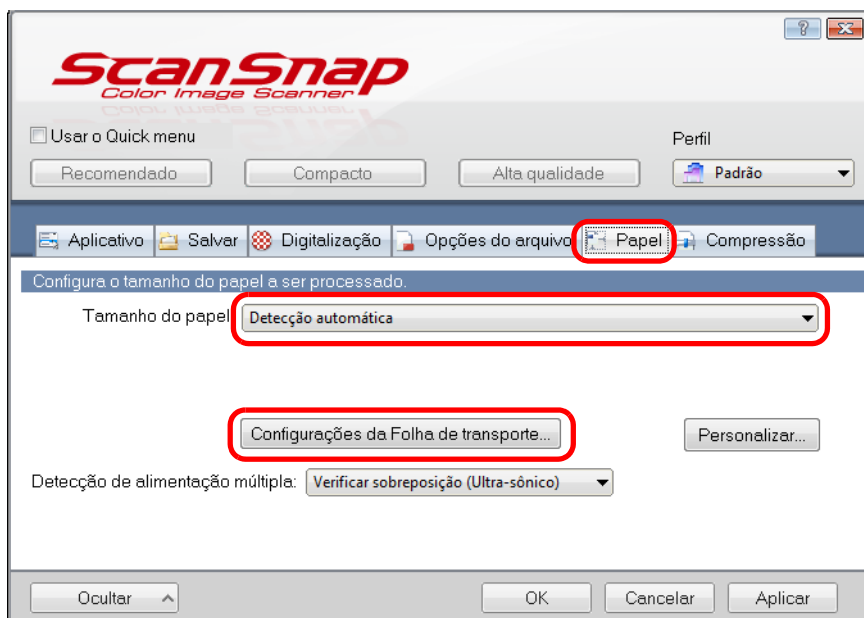 ScanSnap
Color Image Scanner
Usar o Quick menu
Perfil
Recomendado Compacto Alta qualidade Padrão
Aplicativo Salvar Digitalização Opções do arquivo Papel Compressão
Configura o tamanho do papel a ser processado.
Tamanho do papel Detecção automática
Configurações da Folha de transporte... Personalizar...
Detecção de alimentação múltipla: Verificar sobreposição (Ultra-sônico)
Ocultar OK Cancelar Aplicar